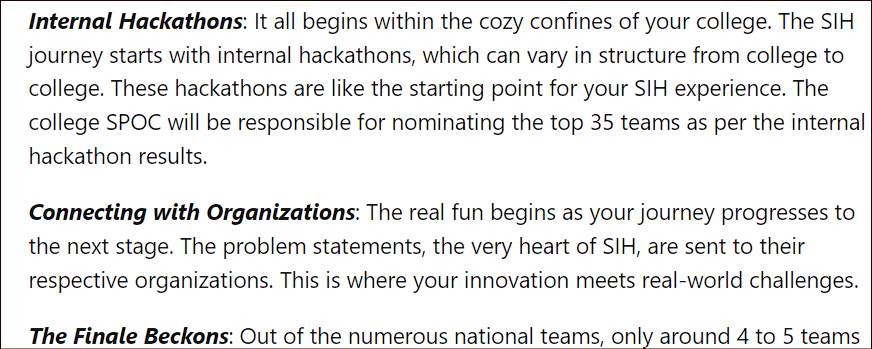 Internal Hackathons: It all begins within the cozy confines of your college. The SIH
journey starts with internal hackathons, which can vary in structure from college to
college. These hackathons are like the starting point for your SIH experience. The
college SPOC will be responsible for nominating the top 35 teams as per the internal
hackathon results.
Connecting with Organizations: The real fun begins as your journey progresses to
the next stage. The problem statements, the very heart of SIH, are sent to their
respective organizations. This is where your innovation meets real-world challenges.
The Finale Beckons: Out of the numerous national teams, only around 4 to 5 teams